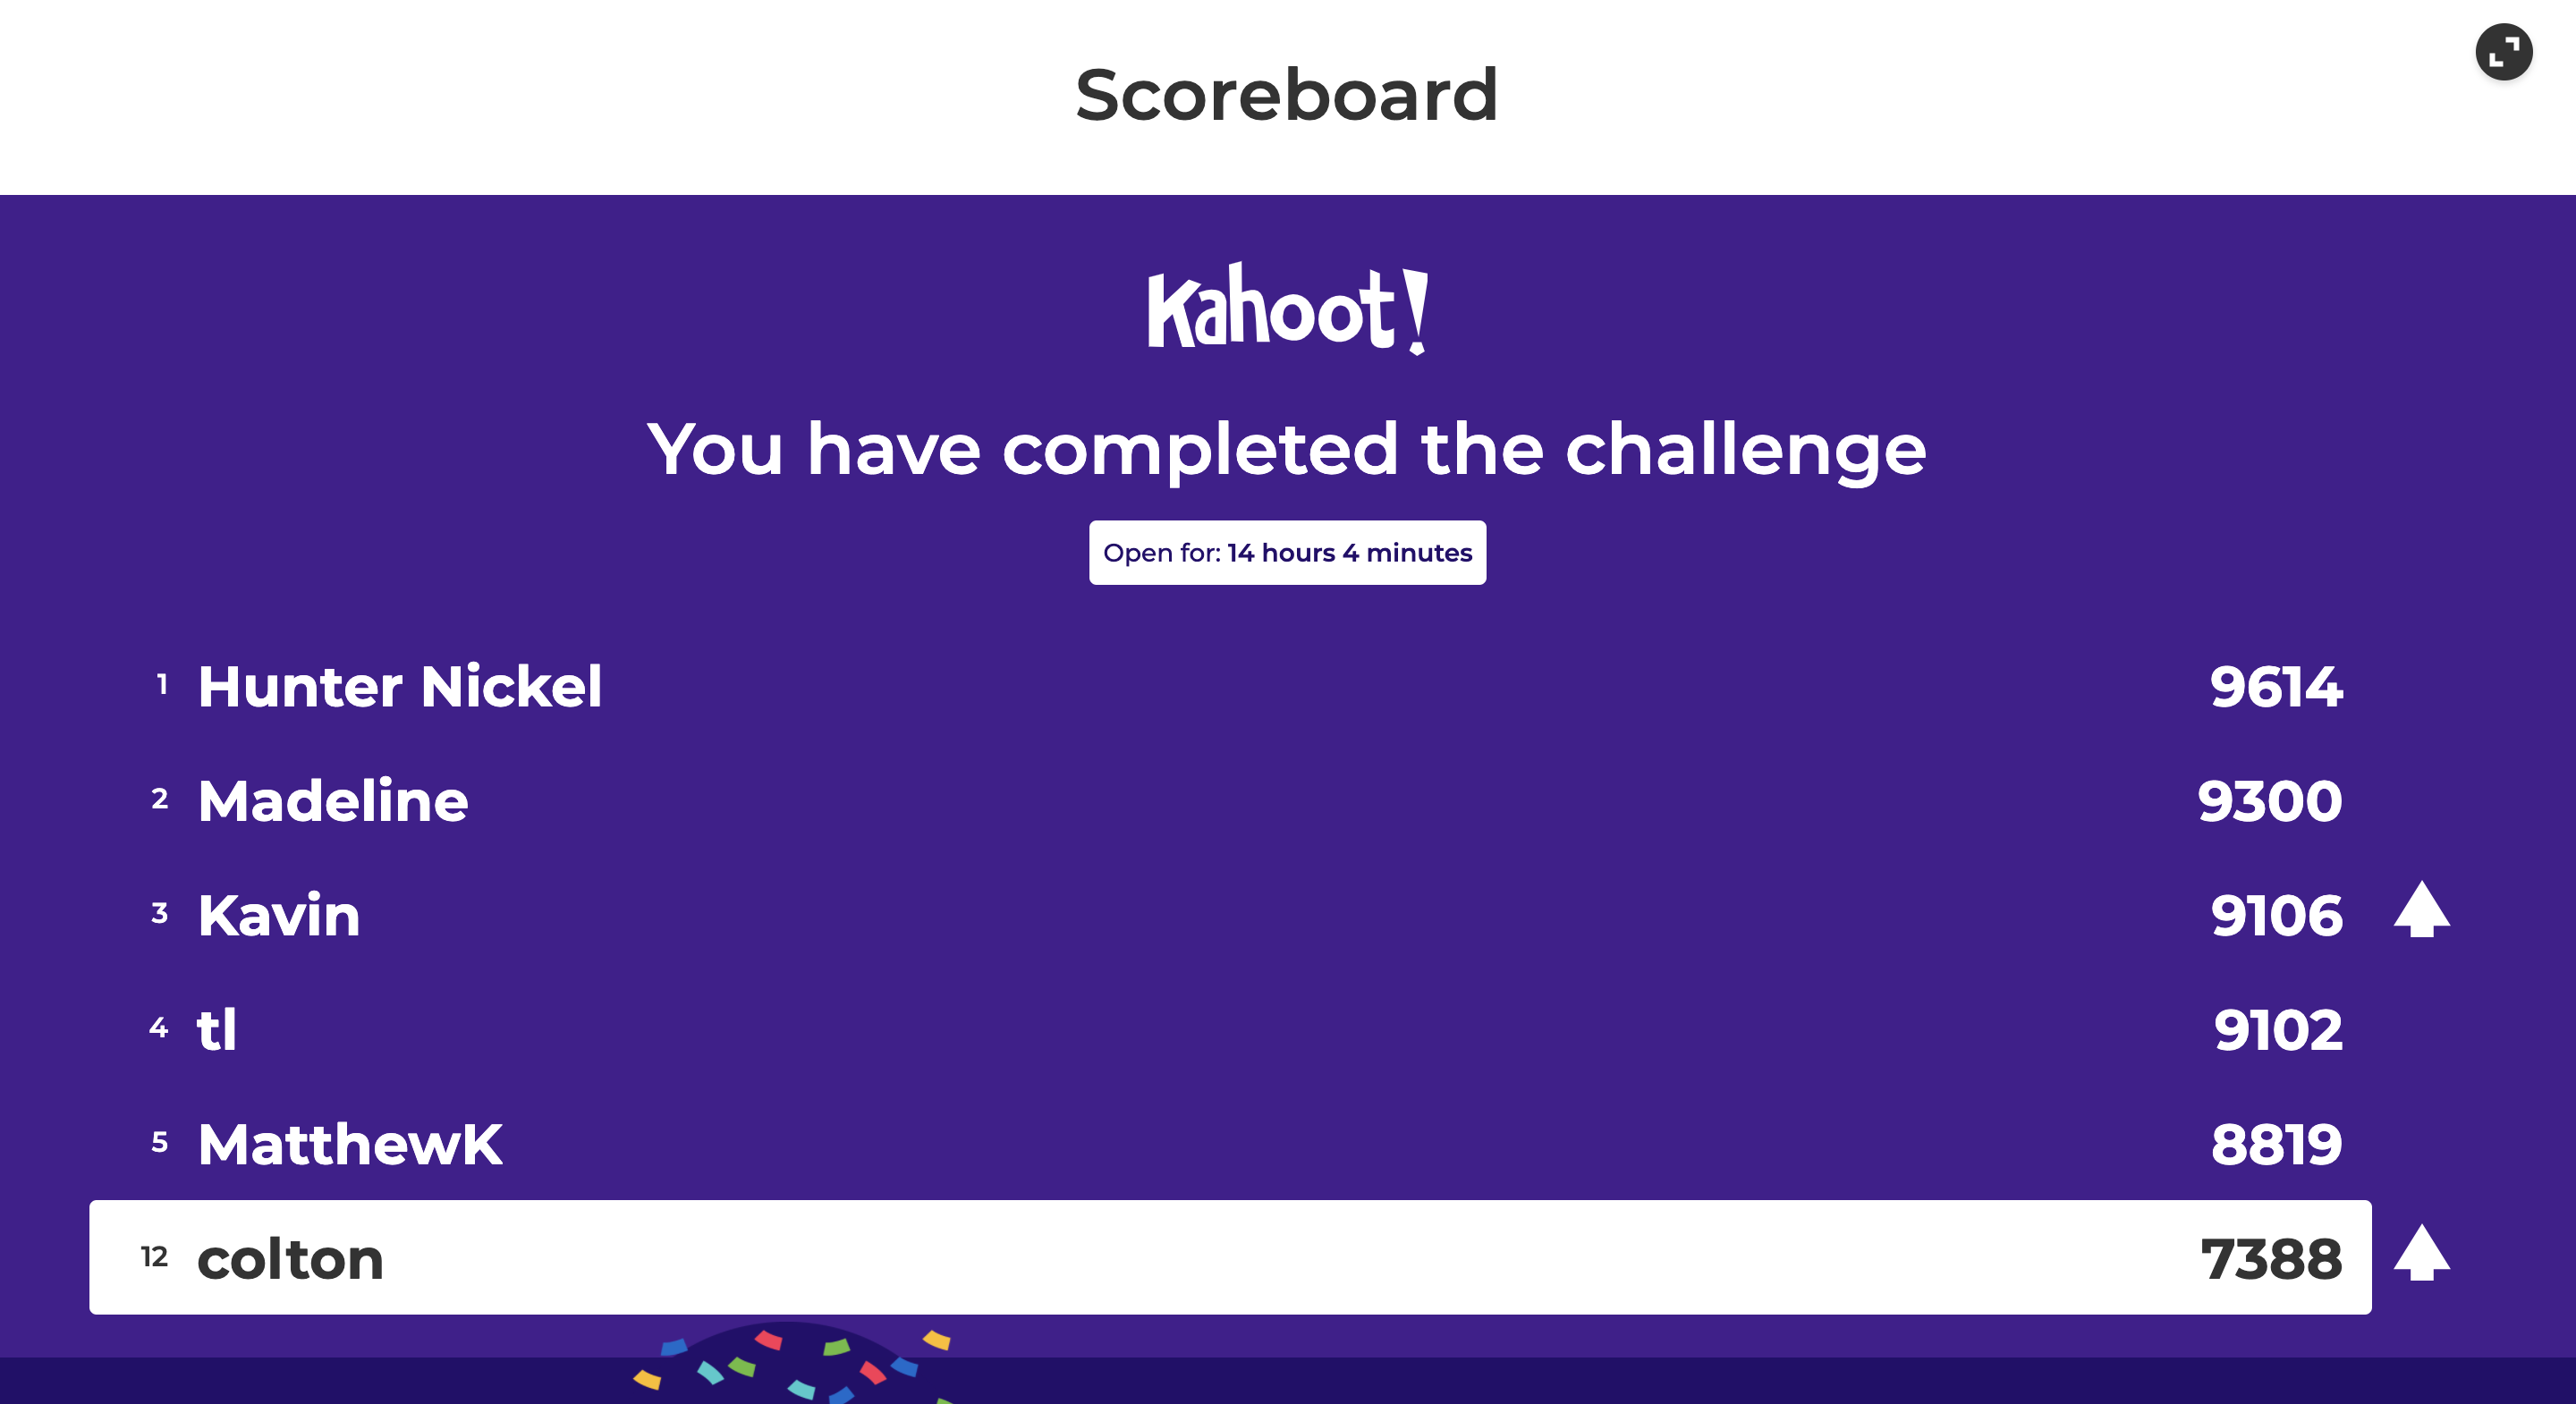 Scoreboard
Kahoot!
You have completed the challenge
Open for: 14 hours 4 minutes
1 Hunter Nickel 9614
2 Madeline 9300
3 Kavin 9106
4 tl 9102
5 MatthewK 8819
12 colton 7388